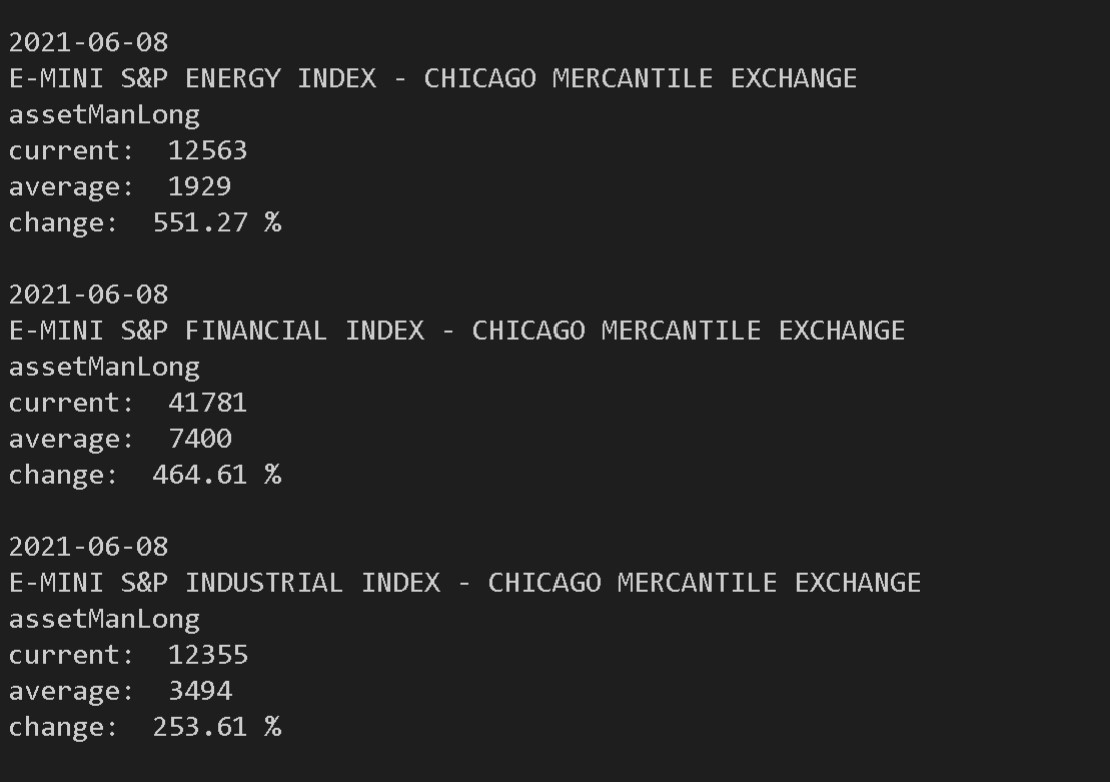 2021-06-08
E-MINI S&P ENERGY INDEX - CHICAGO MERCANTILE EXCHANGE
assetManLong
current:  12563
average:  1929
change:  551.27 %
2021-06-08
E-MINI S&P FINANCIAL INDEX - CHICAGO MERCANTILE EXCHANGE
assetManLong
current:  41781
average:  7400
change:  464.61 %
2021-06-08
E-MINI S&P INDUSTRIAL INDEX - CHICAGO MERCANTILE EXCHANGE
assetManLong
current:  12355
average:  3494
change:  253.61 %